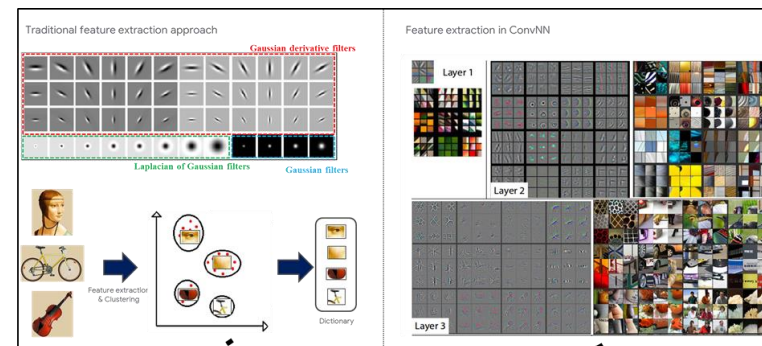 Traditional feature extraction approach
Gaussian derivative filters
Laplacian of Gaussian filters
Gaussian filters
Feature extraction
& Clustering
Dictionary
Feature extraction in ConvNN
Layer 1
Layer 2
Layer 3